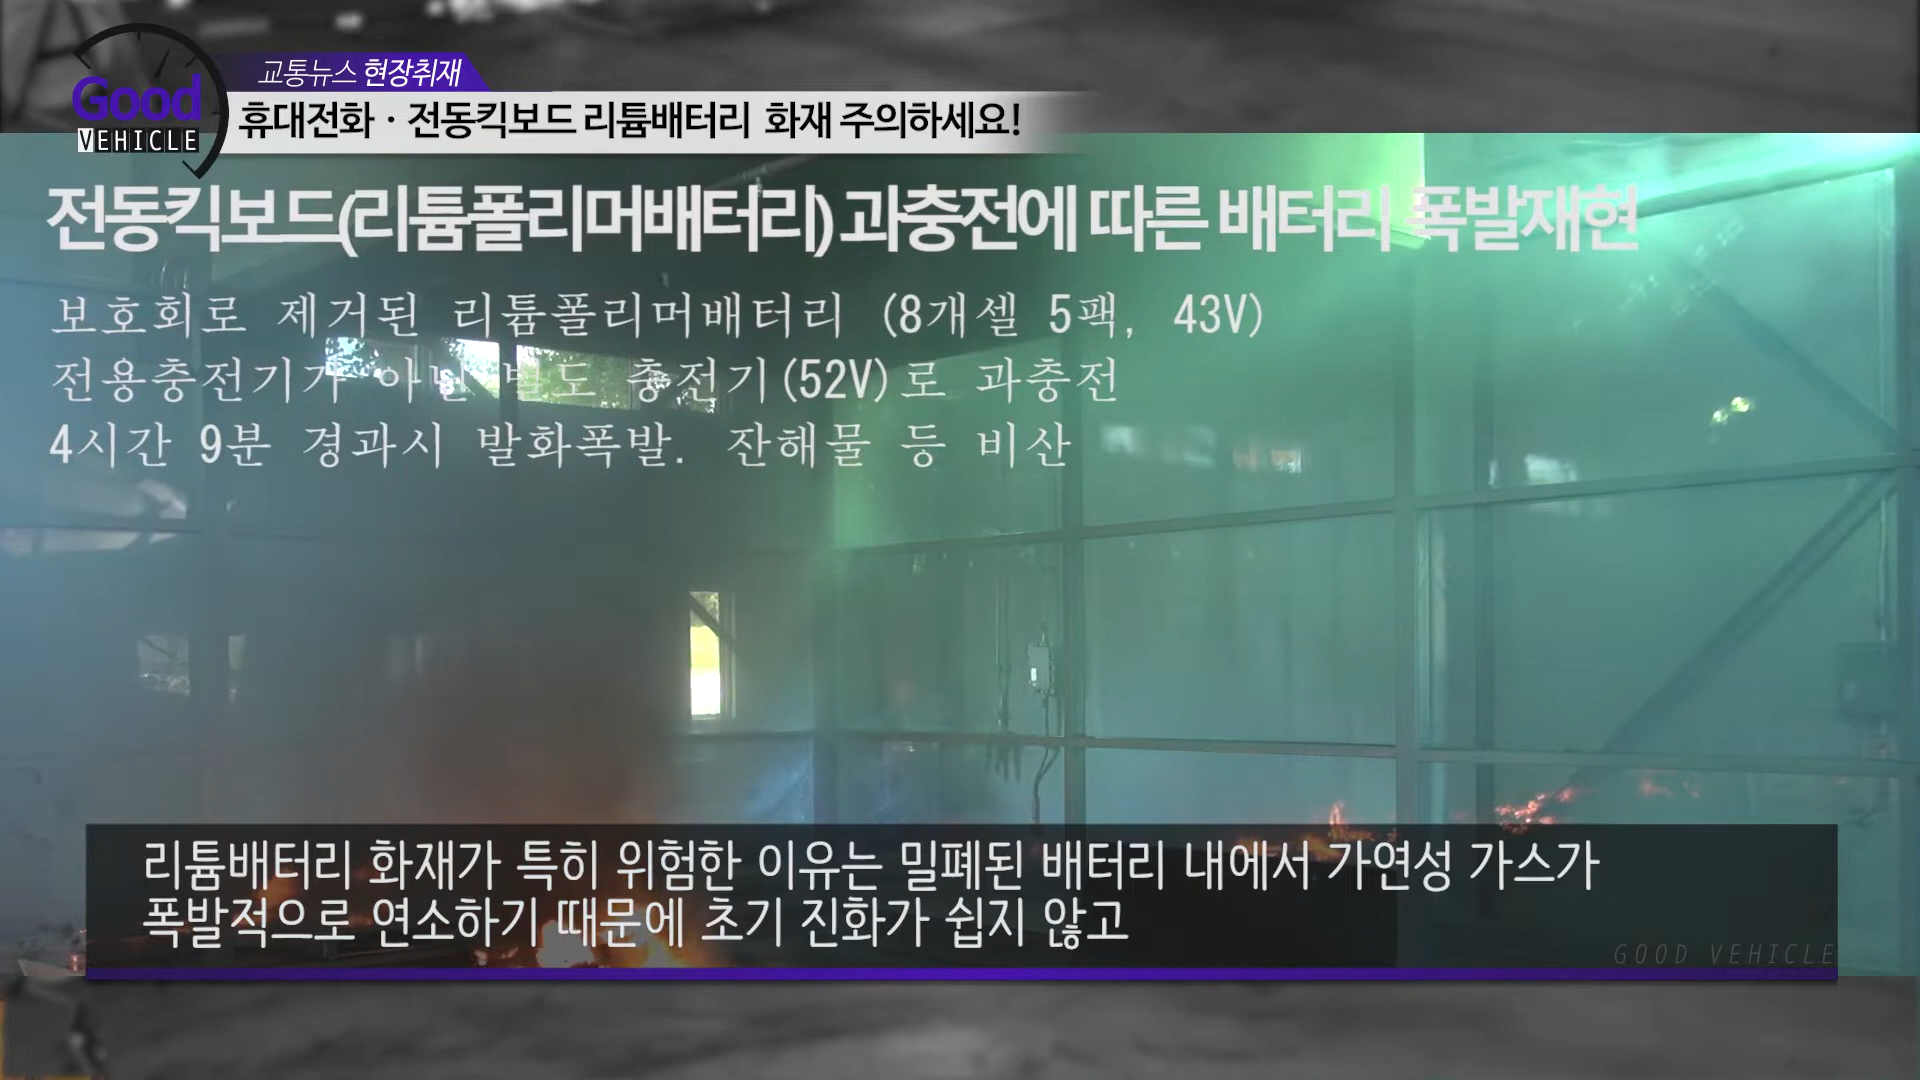 Good
VEHICLE
교통뉴스 현장취재
휴대전화 · 전동킥보드 리튬배터리 화재 주의하세요!
전동킥보드(리튬폴리머배터리) 과충전에 따른 배터리 폭발재현
보호회로 제거된 리튬폴리머배터리 (8개셀 5팩, 43V)
전용충전기가 아닌 별도 충전기(52V)로 과충전
4시간 9분 경과시 발화폭발. 잔해물 등 비산
리튬배터리 화재가 특히 위험한 이유는 밀폐된 배터리 내에서 가연성 가스가
폭발적으로 연소하기 때문에 초기 진화가 쉽지 않고
GOOD VEHICLE